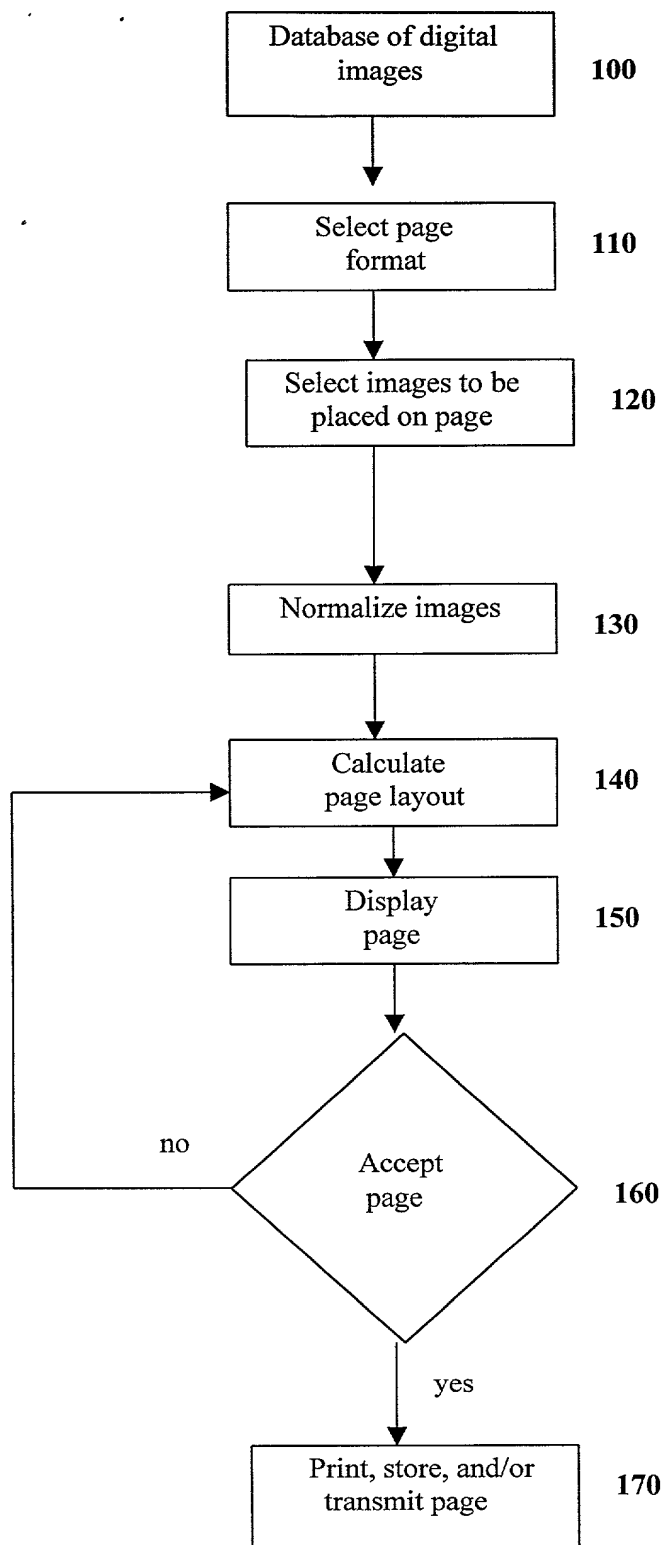 Database of digital
images
100
Select page
format
110
Select images to be
placed on page
120
Normalize images
130
Calculate
page layout
140
Display
page
150
no
Accept
page
160
yes
Print, store, and/or
transmit page
170